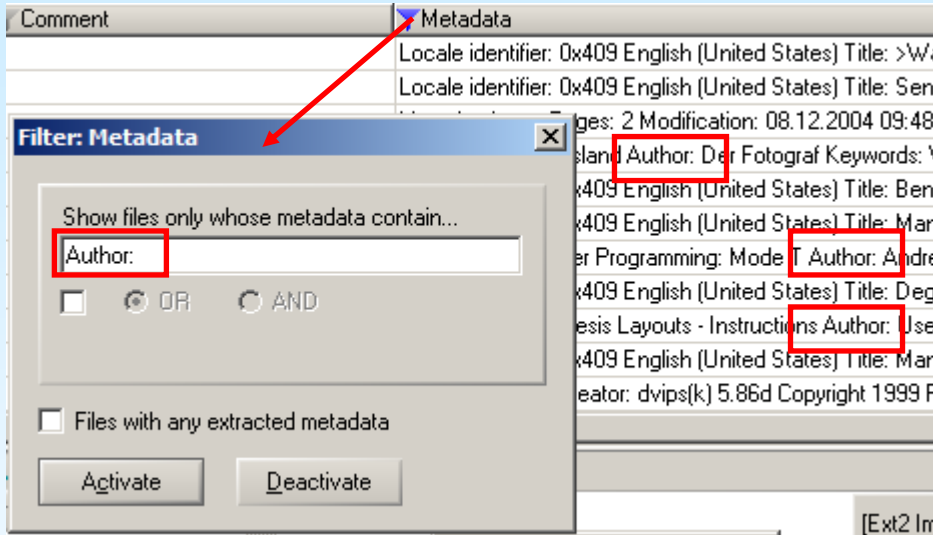 Comment Metadata
Locale identifier: 0x409 English (United States) Title: >Wa
Locale identifier: 0x409 English (United States) Title: Sen
ges: 2 Modification: 08.12.2004 09:48
Filter: Metadata
sland Author: Der Fotograf Keywords:
x409 English (United States) Title: Ben
Show files only whose metadata contain...
x409 English (United States) Title: Mar
Author:
er Programming: Mode T Author: Andre
OR AND
x409 English (United States) Title: Deg
esis Layouts - Instructions Author: Use
x409 English (United States) Title: Mar
eator: dvips(k) 5.86d Copyright 1999
Files with any extracted metadata
Activate Deactivate
[Ext2 Im